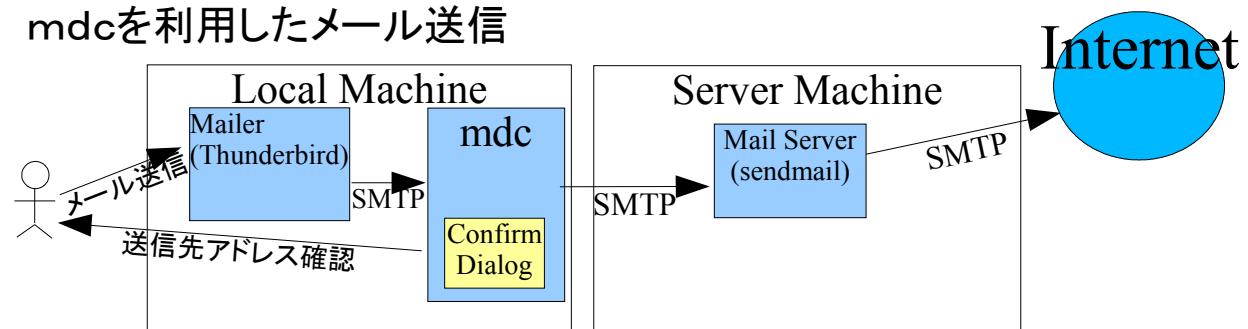 mdcを利用したメール送信
Internet
Local Machine
Server Machine
Mailer
(Thunderbird)
mdc
Mail Server
(sendmail)
メール送信
SMTP
SMTP
SMTP
送信先アドレス確認
Confirm
Dialog